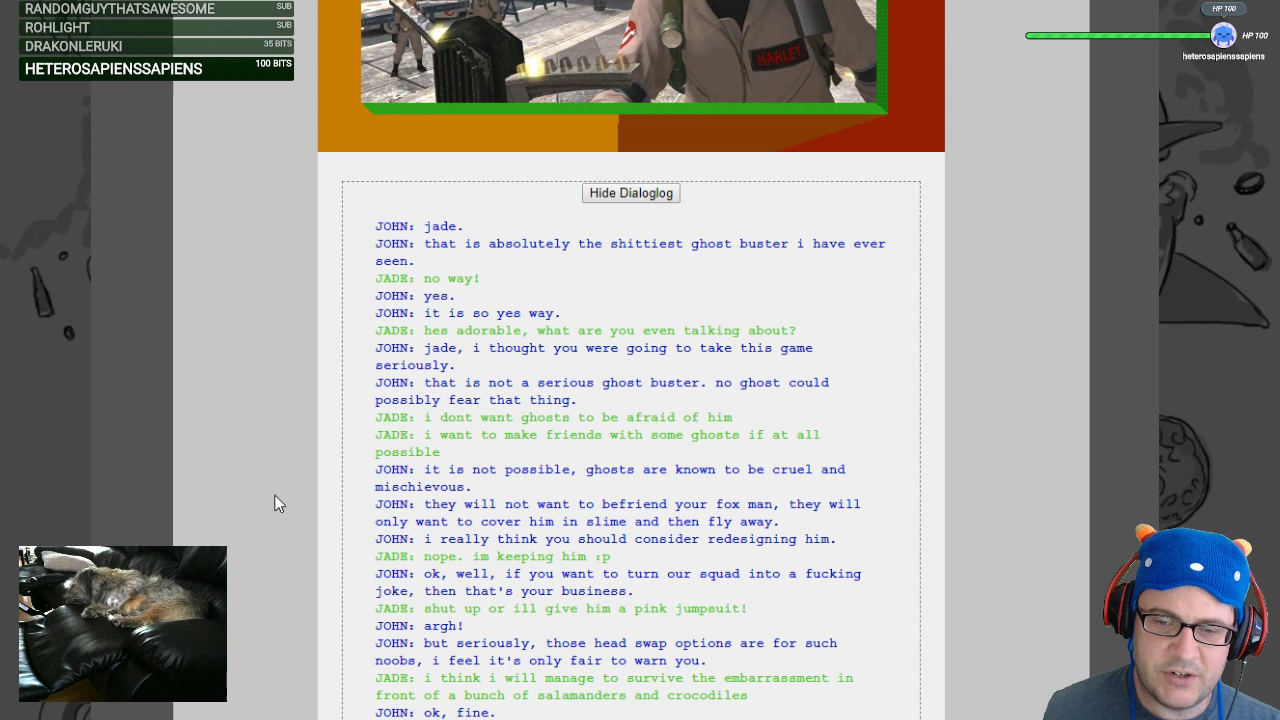 RANDOMGUYTHATSAWESOME SUB
ROHLIGHT SUB
DRAKONLERUKI 35 BITS
HETEROSAPIENSSAPIENS 100 BITS
HP 100
HP 100
heterosapienssapiens
HARLEY
Hide Dialoglog
JOHN: jade.
JOHN: that is absolutely the shittiest ghost buster i have ever
seen.
JADE: no way!
JOHN: yes.
JOHN: it is so yes way.
JADE: hes adorable, what are you even talking about?
JOHN: jade, i thought you were going to take this game
seriously.
JOHN: that is not a serious ghost buster. no ghost could
possibly fear that thing.
JADE: i dont want ghosts to be afraid of him
JADE: i want to make friends with some ghosts if at all
possible
JOHN: it is not possible, ghosts are known to be cruel and
mischievous.
JOHN: they will not want to befriend your fox man, they will
only want to cover him in slime and then fly away.
JOHN: i really think you should consider redesigning him.
JADE: nope. im keeping him :p
JOHN: ok, well, if you want to turn our squad into a fucking
joke, then that's your business.
JADE: shut up or ill give him a pink jumpsuit!
JOHN: argh!
JOHN: but seriously, those head swap options are for such
noobs, i feel it's only fair to warn you.
JADE: i think i will manage to survive the embarrassment in
front of a bunch of salamanders and crocodiles
JOHN: ok, fine.